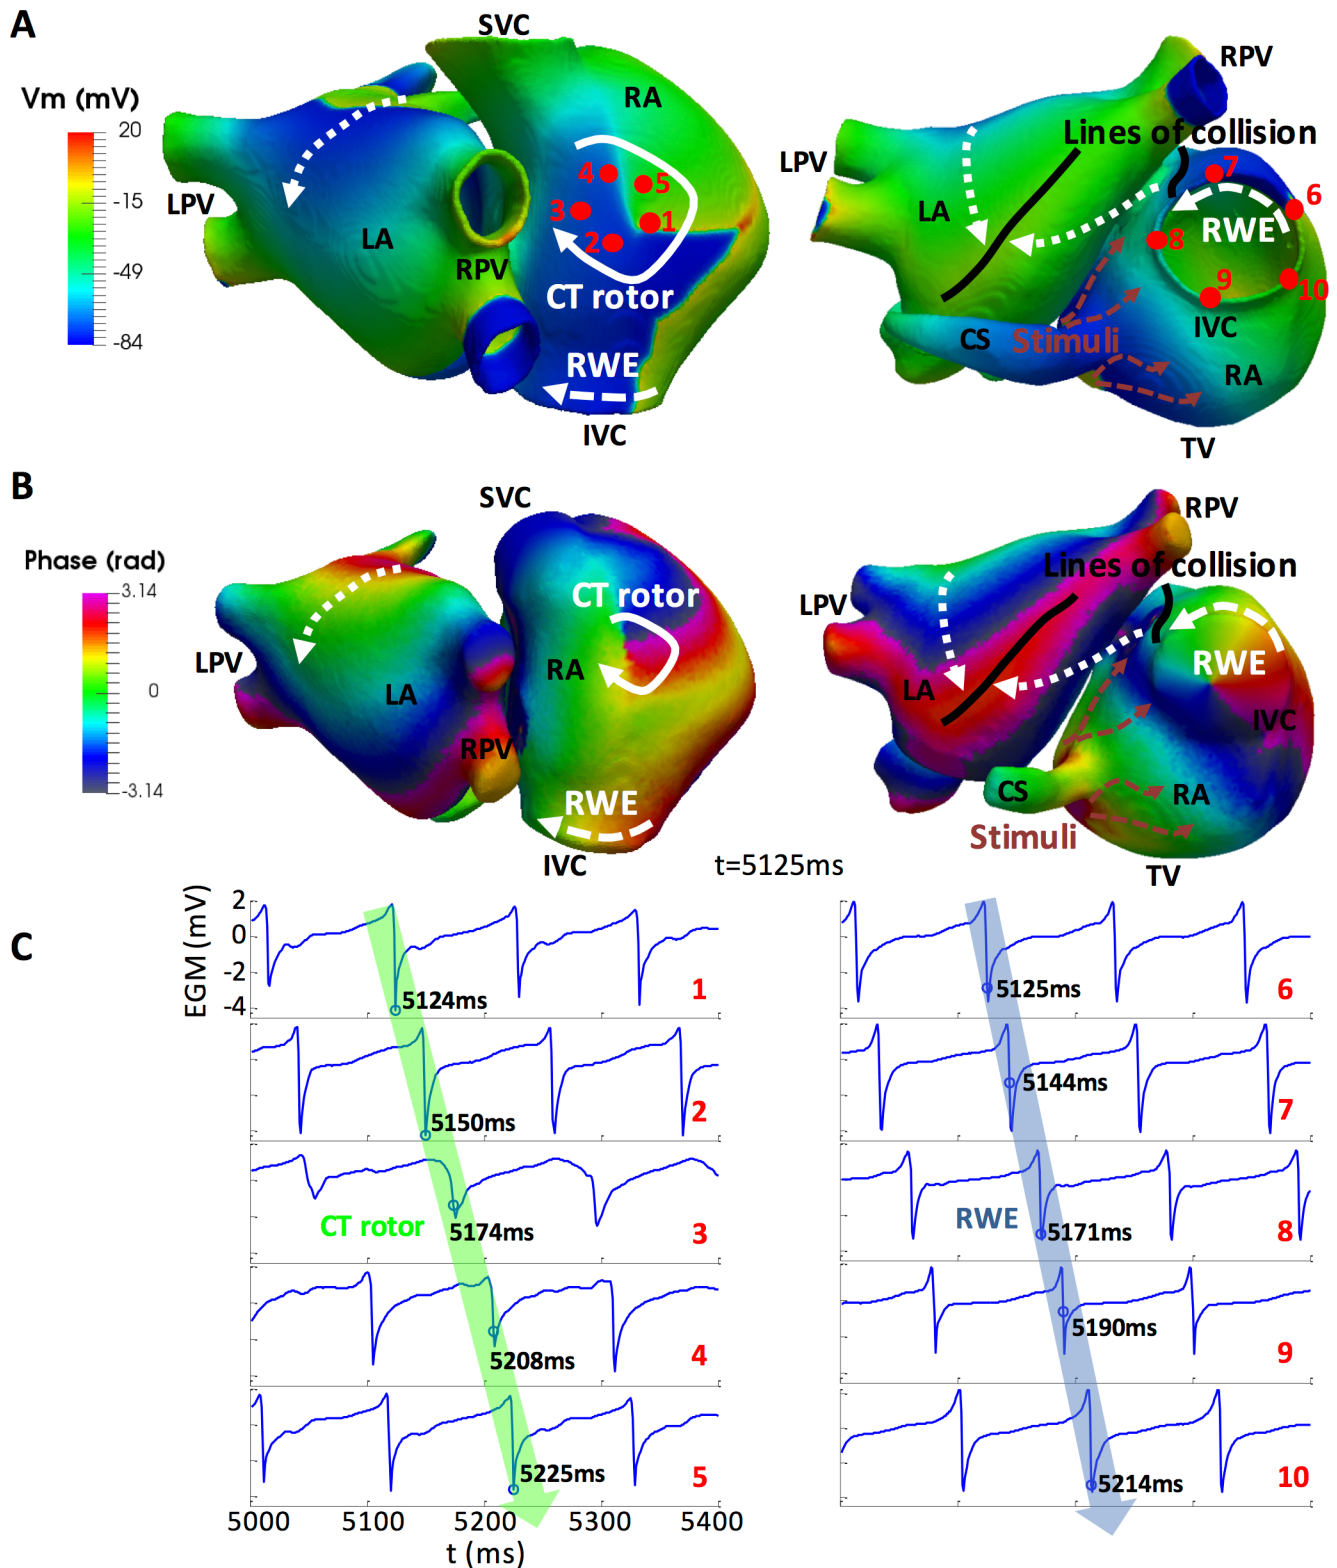 A
SVC
RPV
Vm (mV)
RA
20
Lines of collision
4
5
LPV
7
-15
3
1
6
LPV
2
LA
RWE
LA
RPV
8
-49
CT rotor
9
10
IVC
CS
Stimuli
-84
RWE
RA
IVC
TV
B
SVC
RPV
Phase (rad)
Lines of collision
3.14
CT rotor
LPV
LPV
RA
RWE
0
LA
LA
IVC
RPV
-3.14
RWE
CS
RA
Stimuli
IVC
t=5125ms
TV
C
EGM (mV)
2
0
-2
-4
5124ms
1
5125ms
6
5150ms
2
5144ms
7
CT rotor
5174ms
3
RWE
5171ms
8
5208ms
4
5190ms
9
5225ms
5
5214ms
10
5000 5100 5200 5300 5400
t (ms)